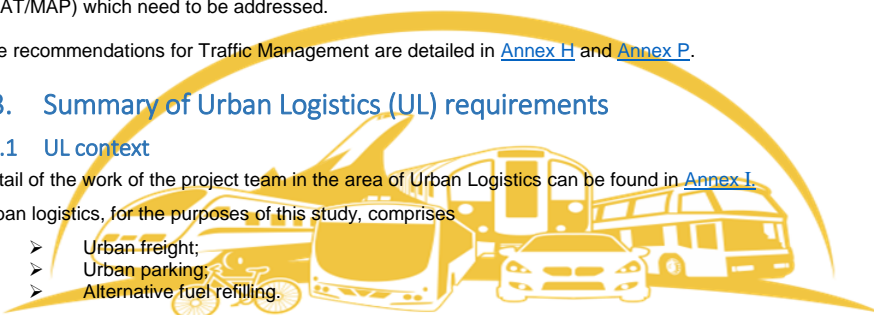 AT/MAP) which need to be addressed.
e recommendations for Traffic Management are detailed in Annex H and Annex P.
3. Summary of Urban Logistics (UL) requirements
.1 UL context
tail of the work of the project team in the area of Urban Logistics can be found in Annex I.
ban logistics, for the purposes of this study, comprises
➢ Urban freight;
➢ Urban parking;
➢ Alternative fuel refilling.